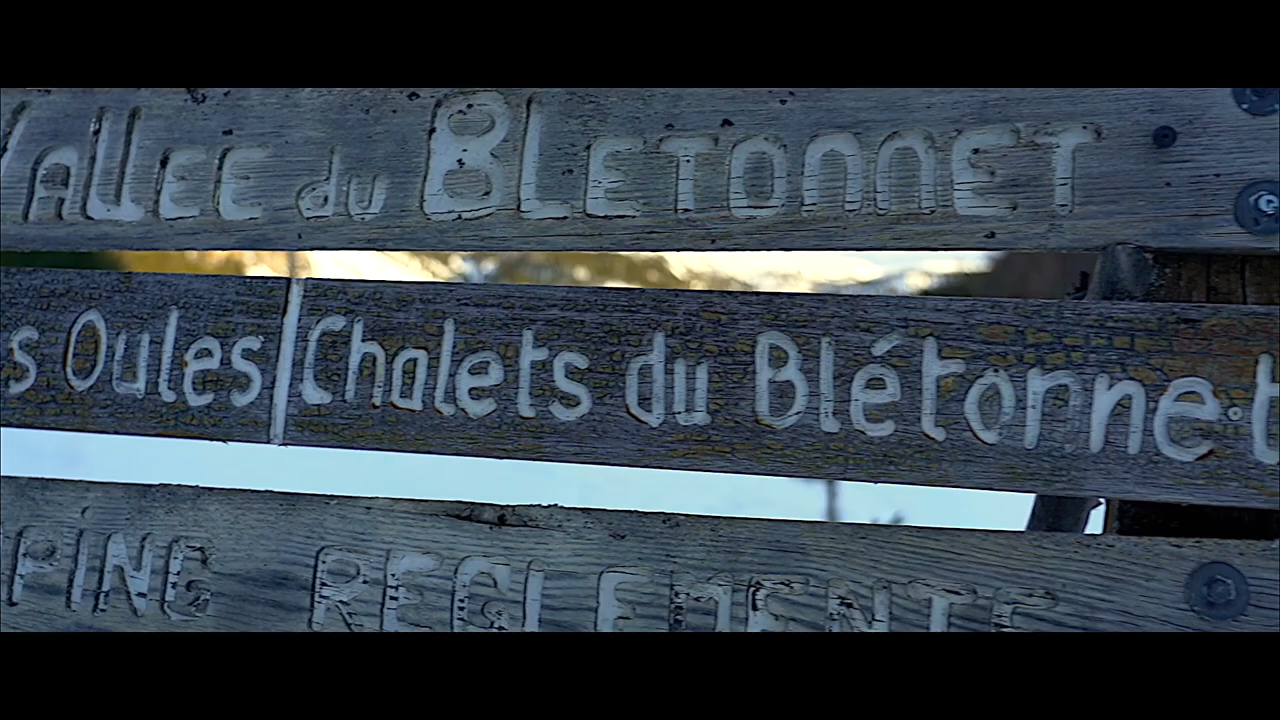 VAllEE du BLETONNET
s Oules | Chalets du Blétonnet
PING REGLEMENTE